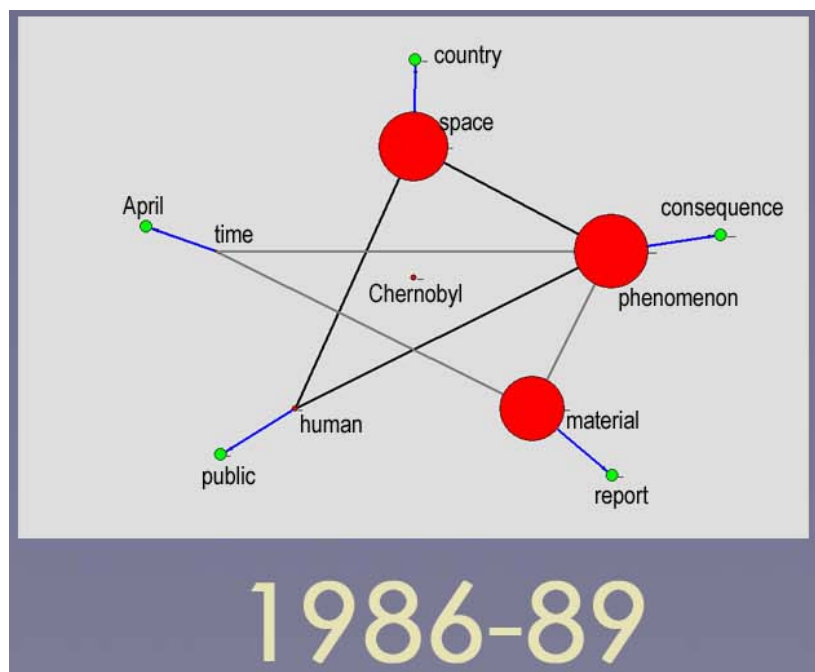 country
space
April
consequence
time
Chernobyl
phenomenon
human
material
public
report
1986-89